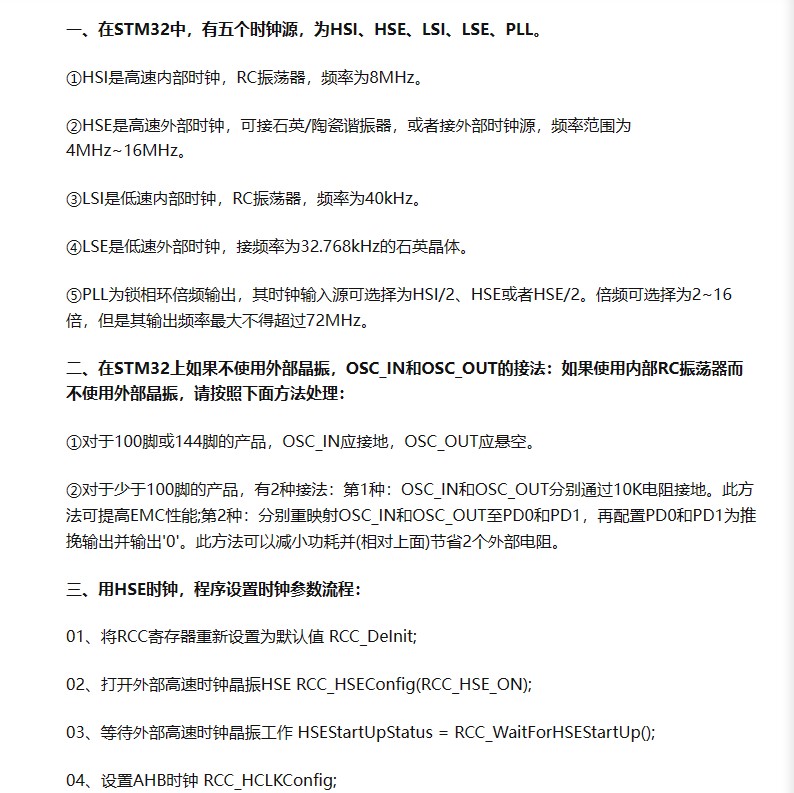 一、在STM32中，有五个时钟源，为HSI、HSE、LSI、LSE、PLL。
①HSI是高速内部时钟，RC振荡器，频率为8MHz。
②HSE是高速外部时钟，可接石英/陶瓷谐振器，或者接外部时钟源，频率范围为
4MHz~16MHz。
③LSI是低速内部时钟，RC振荡器，频率为40kHz。
④LSE是低速外部时钟，接频率为32.768kHz的石英晶体。
⑤PLL为锁相环倍频输出，其时钟输入源可选择为HSI/2、HSE或者HSE/2。倍频可选择为2~16
倍，但是其输出频率最大不得超过72MHz。
二、在STM32上如果不使用外部晶振，OSC_IN和OSC_OUT的接法：如果使用内部RC振荡器而
不使用外部晶振，请按照下面方法处理：
①对于100脚或144脚的产品，OSC_IN应接地，OSC_OUT应悬空。
②对于少于100脚的产品，有2种接法：第1种：OSC_IN和OSC_OUT分别通过10K电阻接地。此方
法可提高EMC性能;第2种：分别重映射OSC_IN和OSC_OUT至PD0和PD1，再配置PD0和PD1为推
挽输出并输出'0'。此方法可以减小功耗并(相对上面)节省2个外部电阻。
三、用HSE时钟，程序设置时钟参数流程：
01、将RCC寄存器重新设置为默认值 RCC_DeInit;
02、打开外部高速时钟晶振HSE RCC_HSEConfig(RCC_HSE_ON);
03、等待外部高速时钟晶振工作 HSEStartUpStatus = RCC_WaitForHSEStartUp();
04、设置AHB时钟 RCC_HCLKConfig;